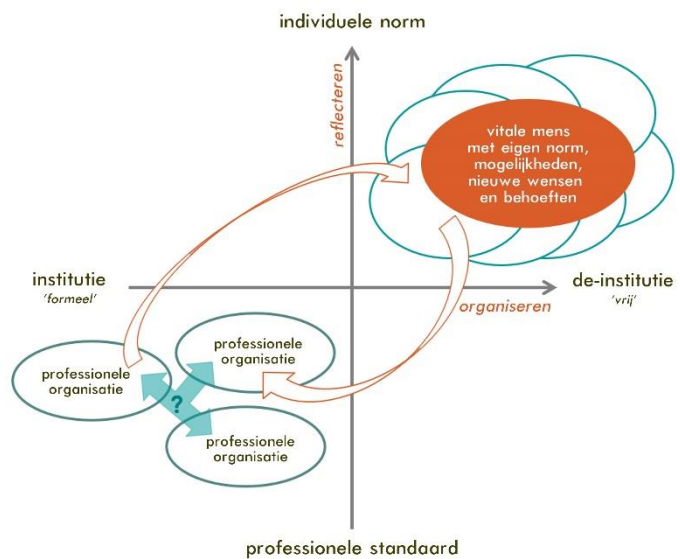 individuele norm
reflecteren
vitale mens
met eigen norm,
mogelijkheden,
nieuwe wensen
en behoeften
institutie
'formeel'
de-institutie
'vrij'
organiseren
professionele
organisatie
professionele
organisatie
?
professionele
organisatie
professionele standaard